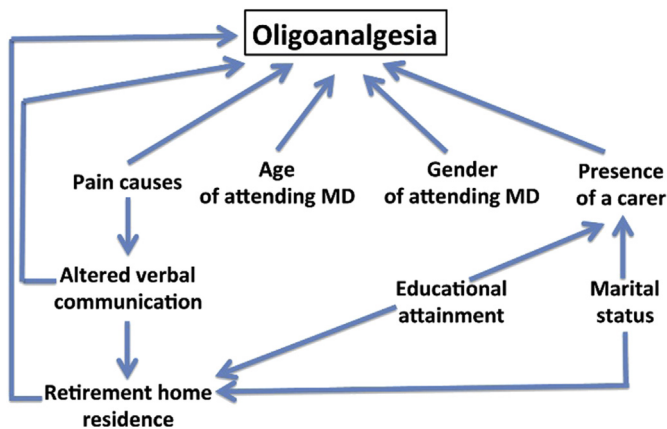 Oligoanalgesia
Pain causes
Age
of attending MD
Gender
of attending MD
Presence
of a carer
Altered verbal
communication
Educational
attainment
Marital
status
Retirement home
residence